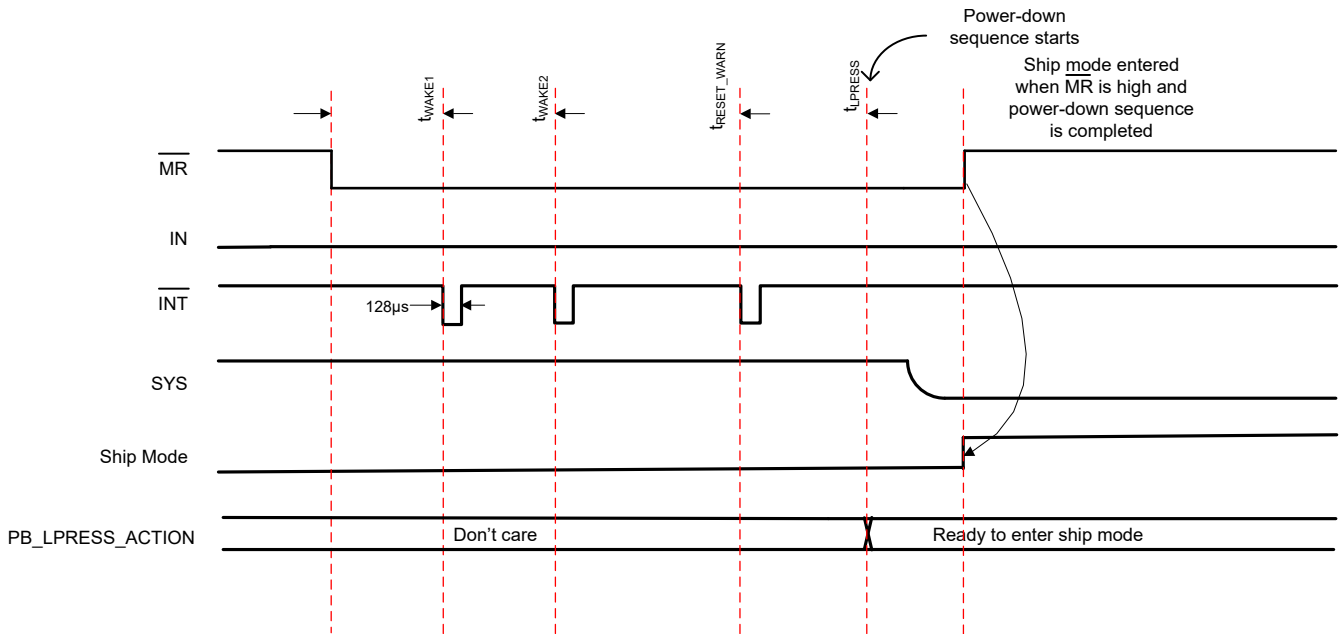 Power-down
sequence starts
Ship mode entered
when MR is high and
power-down sequence
is completed
tWAKE1
tWAKE2
tRESET_WARN
tLPRESS
MR
IN
INT
128µs
SYS
Ship Mode
PB_LPRESS_ACTION
Don't care
Ready to enter ship mode